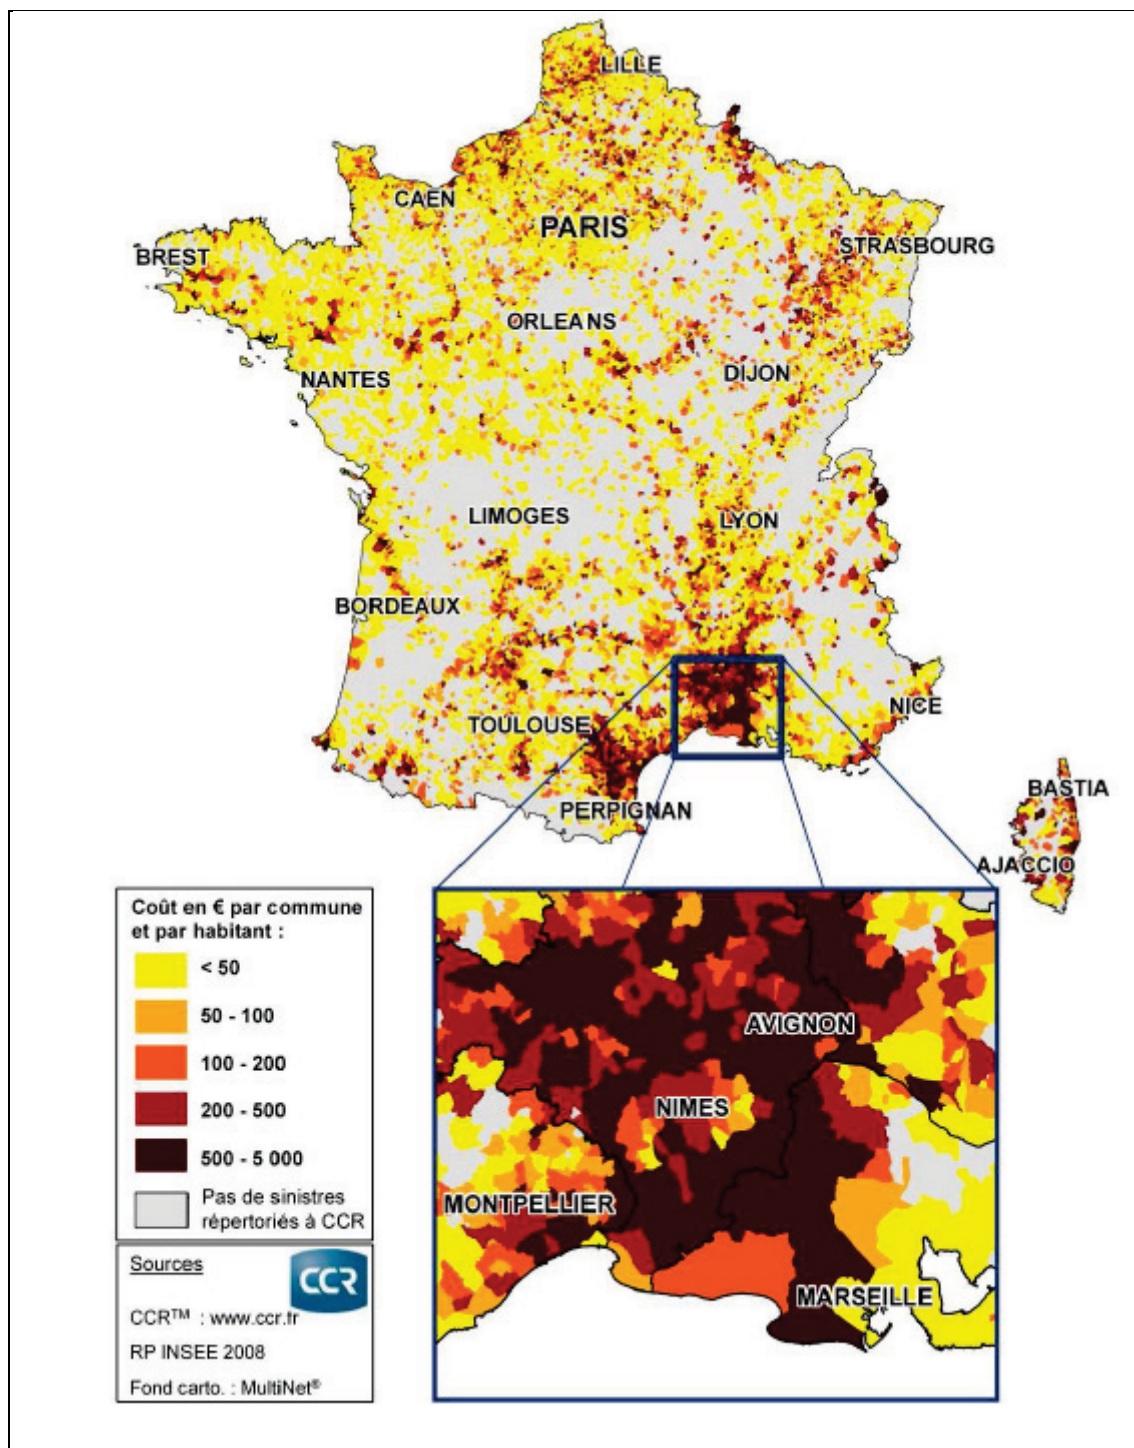 LILLE
CAEN
PARIS
BREST
STRASBOURG
ORLEANS
NANTES
DIJON
LIMOGES
LYON
BORDEAUX
TOULOUSE
NICE
PERPIGNAN
BASTIA
AJACCIO
Coût en € par commune
et par habitant :
< 50
50 - 100
100 - 200
200 - 500
500 - 5 000
Pas de sinistres
répertoriés à CCR
Sources
CCR
CCR™ : www.ccr.fr
RP INSEE 2008
Fond carto. : MultiNet®
AVIGNON
NIMES
MONTPELLIER
MARSEILLE